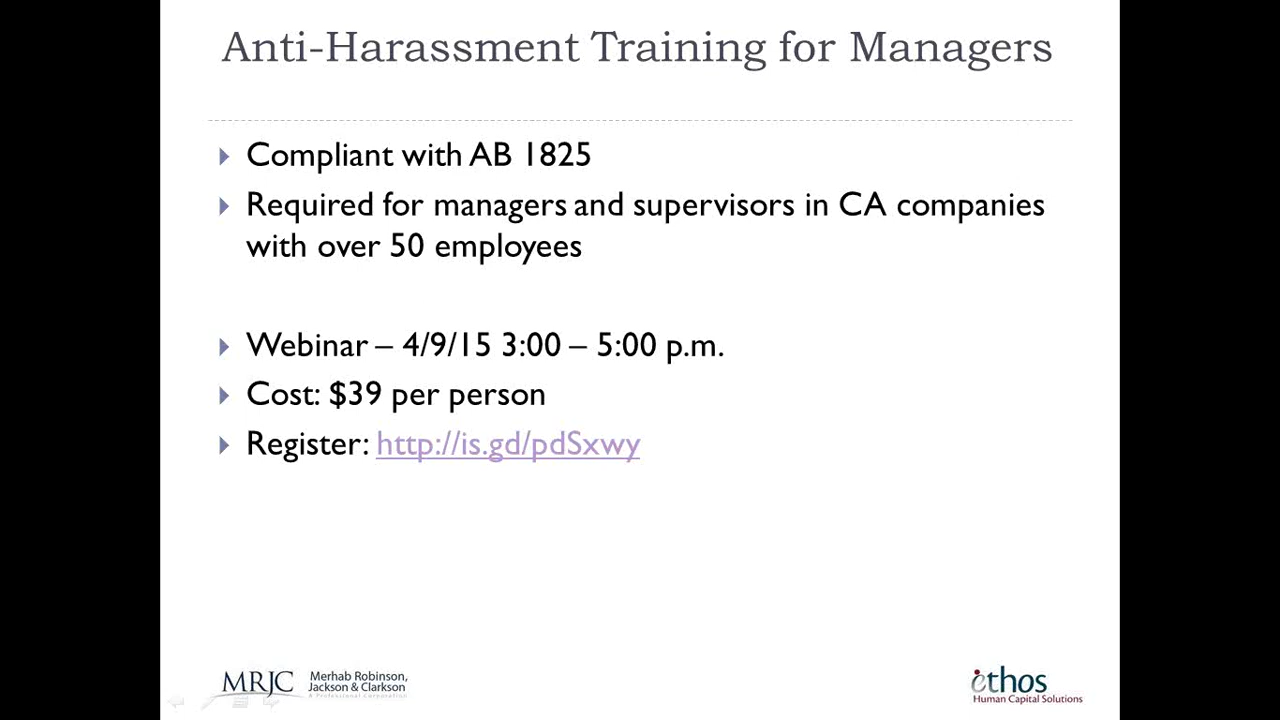 Anti-Harassment Training for Managers
Compliant with AB 1825
Required for managers and supervisors in CA companies
with over 50 employees
Webinar – 4/9/15 3:00 – 5:00 p.m.
Cost: $39 per person
Register: http://is.gd/pdSxwy
MRJC
Merhab Robinson,
Jackson & Clarkson
A Professional Corporation
ethos
Human Capital Solutions